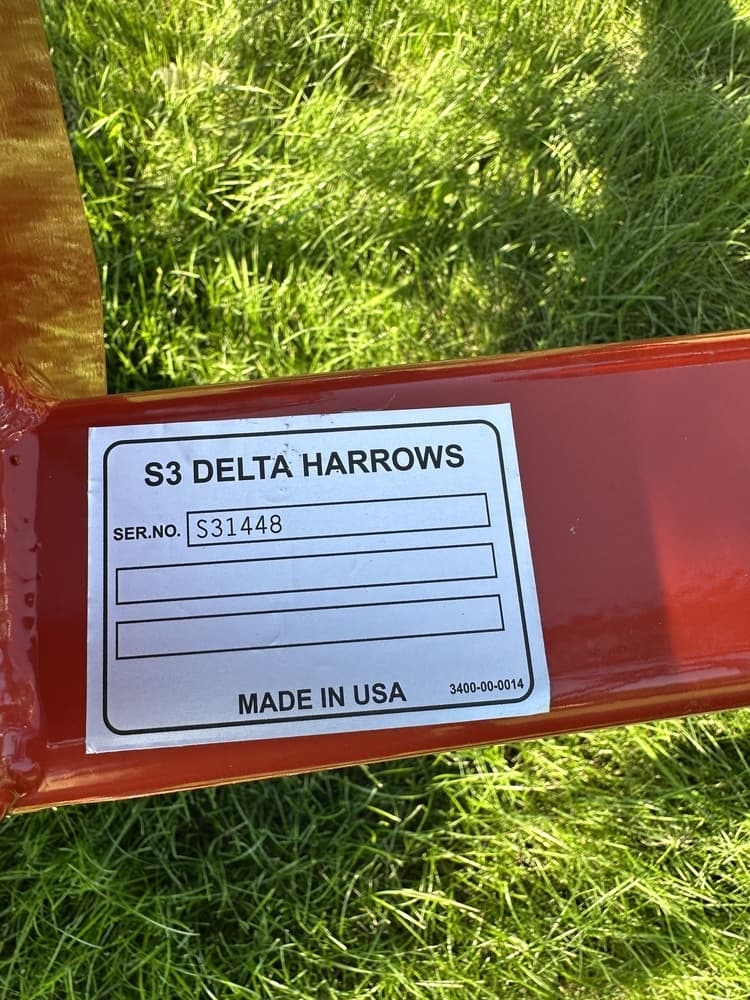 S3 DELTA HARROWS
SER.NO. S31448
MADE IN USA 3400-00-0014